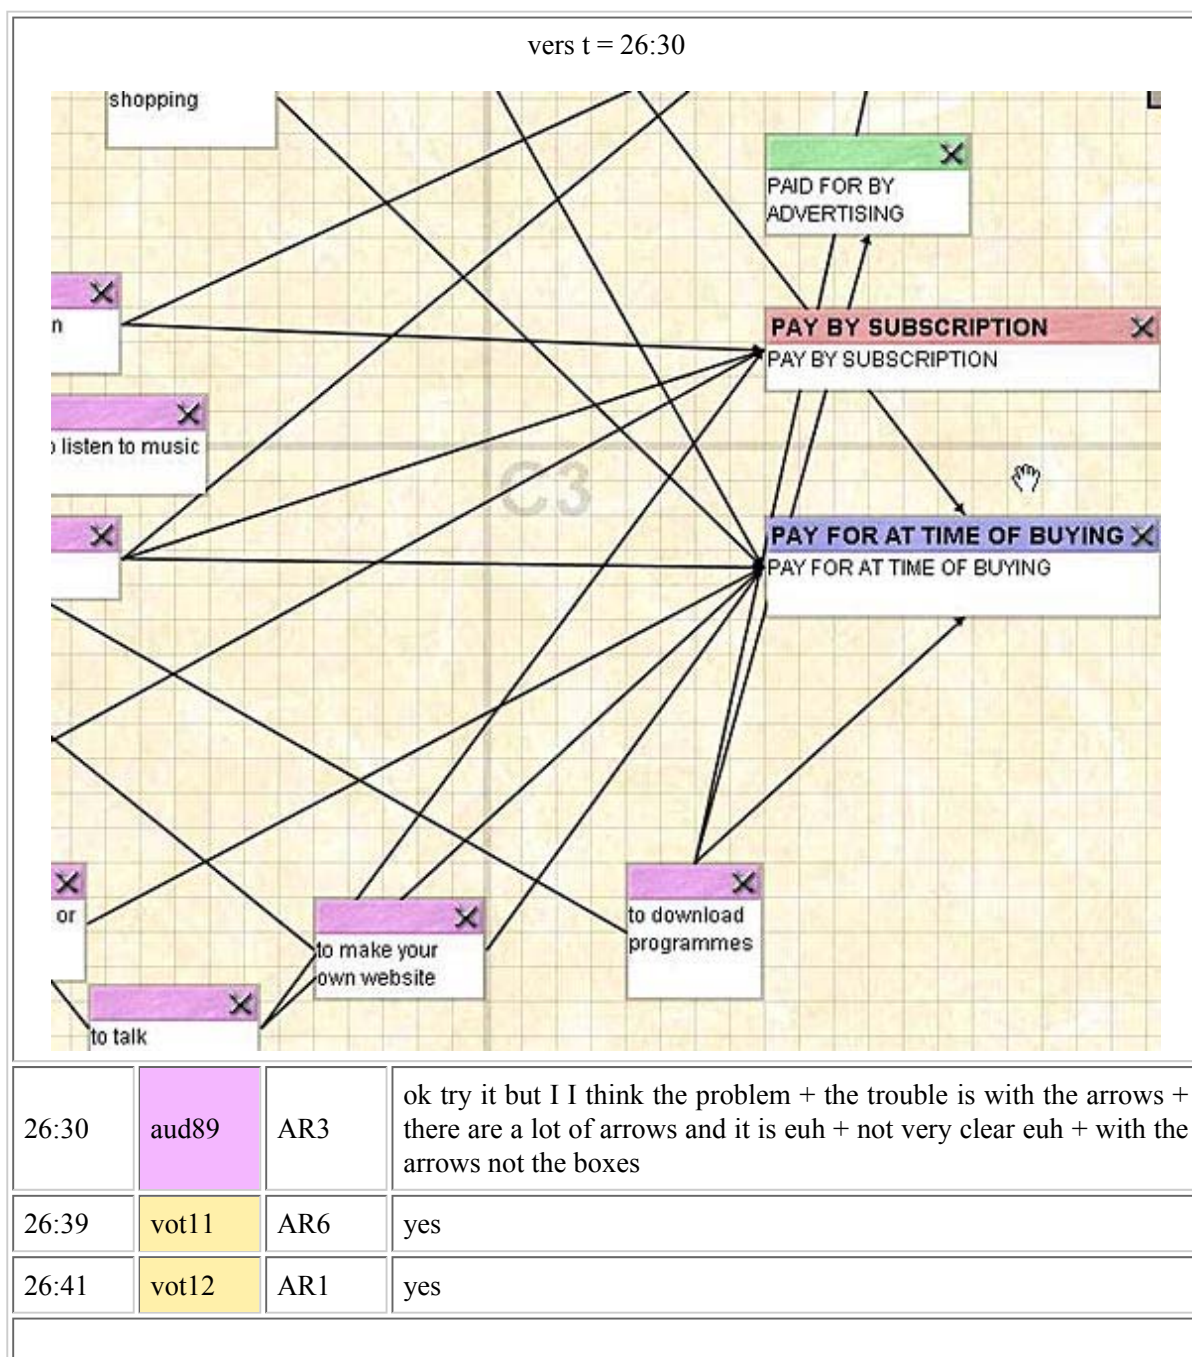 vers t = 26:30
shopping
PAID FOR BY
ADVERTISING
n
PAY BY SUBSCRIPTION
PAY BY SUBSCRIPTION
o listen to music
C3
PAY FOR AT TIME OF BUYING
PAY FOR AT TIME OF BUYING
or
to make your
own website
to download
programmes
to talk
26:30 aud89 AR3 ok try it but I I think the problem + the trouble is with the arrows +
there are a lot of arrows and it is euh + not very clear euh + with the
arrows not the boxes
26:39 vot11 AR6 yes
26:41 vot12 AR1 yes